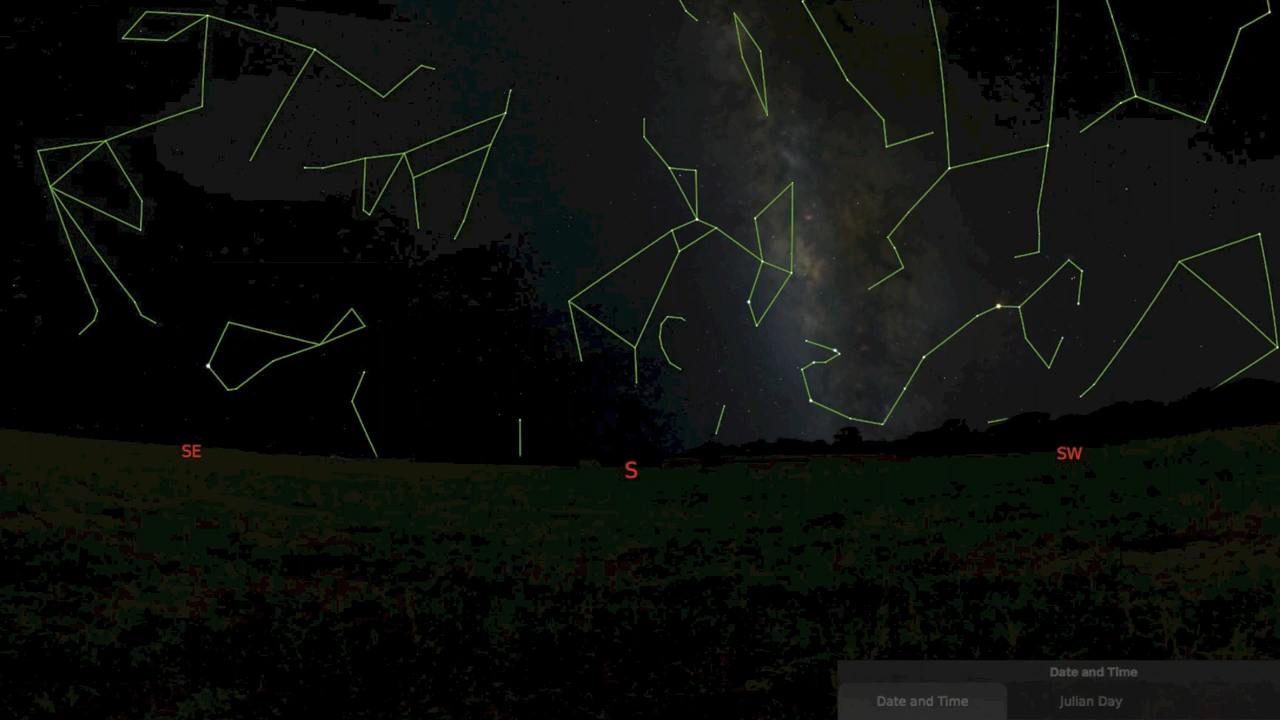 SE
S
SW
Date and Time
Date and Time
Julian Day